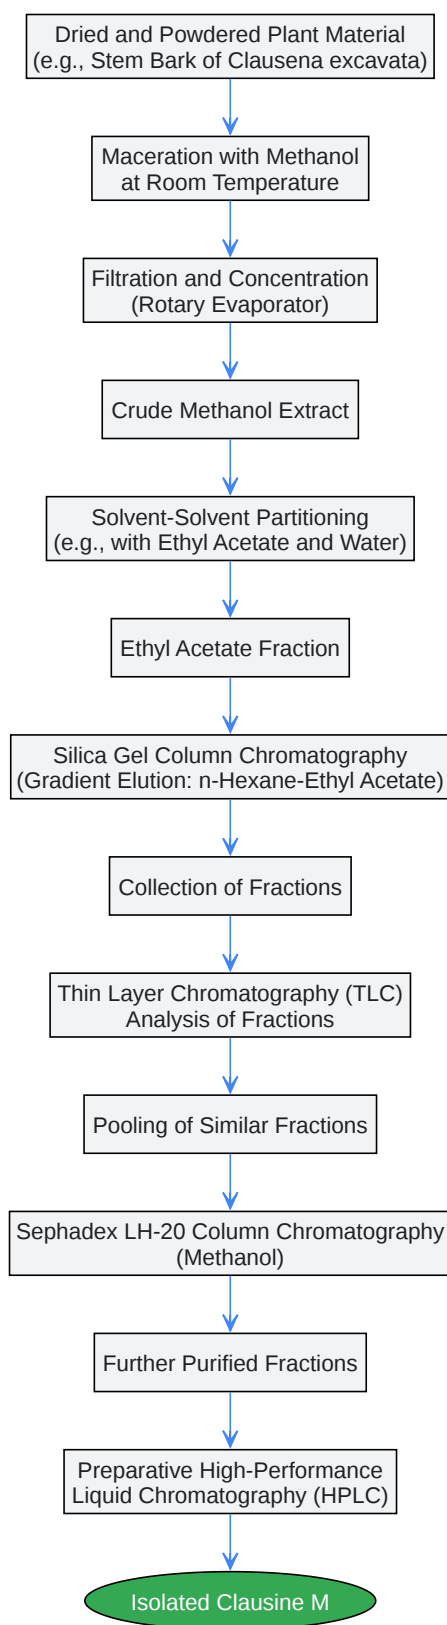 Dried and Powdered Plant Material
(e.g., Stem Bark of Clausena excavata)
Maceration with Methanol
at Room Temperature
Filtration and Concentration
(Rotary Evaporator)
Crude Methanol Extract
Solvent-Solvent Partitioning
(e.g., with Ethyl Acetate and Water)
Ethyl Acetate Fraction
Silica Gel Column Chromatography
(Gradient Elution: n-Hexane-Ethyl Acetate)
Collection of Fractions
Thin Layer Chromatography (TLC)
Analysis of Fractions
Pooling of Similar Fractions
Sephadex LH-20 Column Chromatography
(Methanol)
Further Purified Fractions
Preparative High-Performance
Liquid Chromatography (HPLC)
Isolated Clausine M